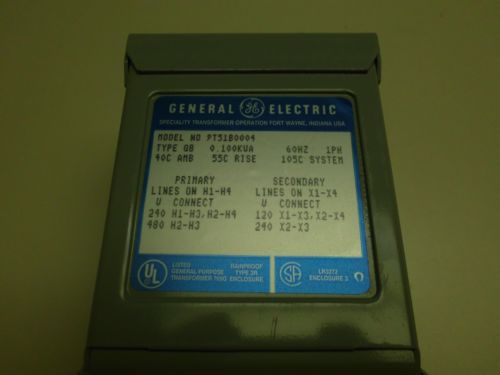 GENERAL GE ELECTRIC
SPECIALTY TRANSFORMER OPERATION FORT WAYNE, INDIANA USA
MODEL NO 9T51B0004
TYPE GB 0.100KVA 60HZ 1PH
40C AMB 55C RISE 105C SYSTEM
PRIMARY SECONDARY
LINES ON H1-H4 LINES ON X1-X4
U CONNECT U CONNECT
240 H1-H3,H2-H4 120 X1-X3,X2-X4
480 H2-H3 240 X2-X3
UL LISTED RAINPROOF SA LR3272
GENERAL PURPOSE TYPE 3R ENCLOSURE 3
TRANSFORMER ENCLOSURE